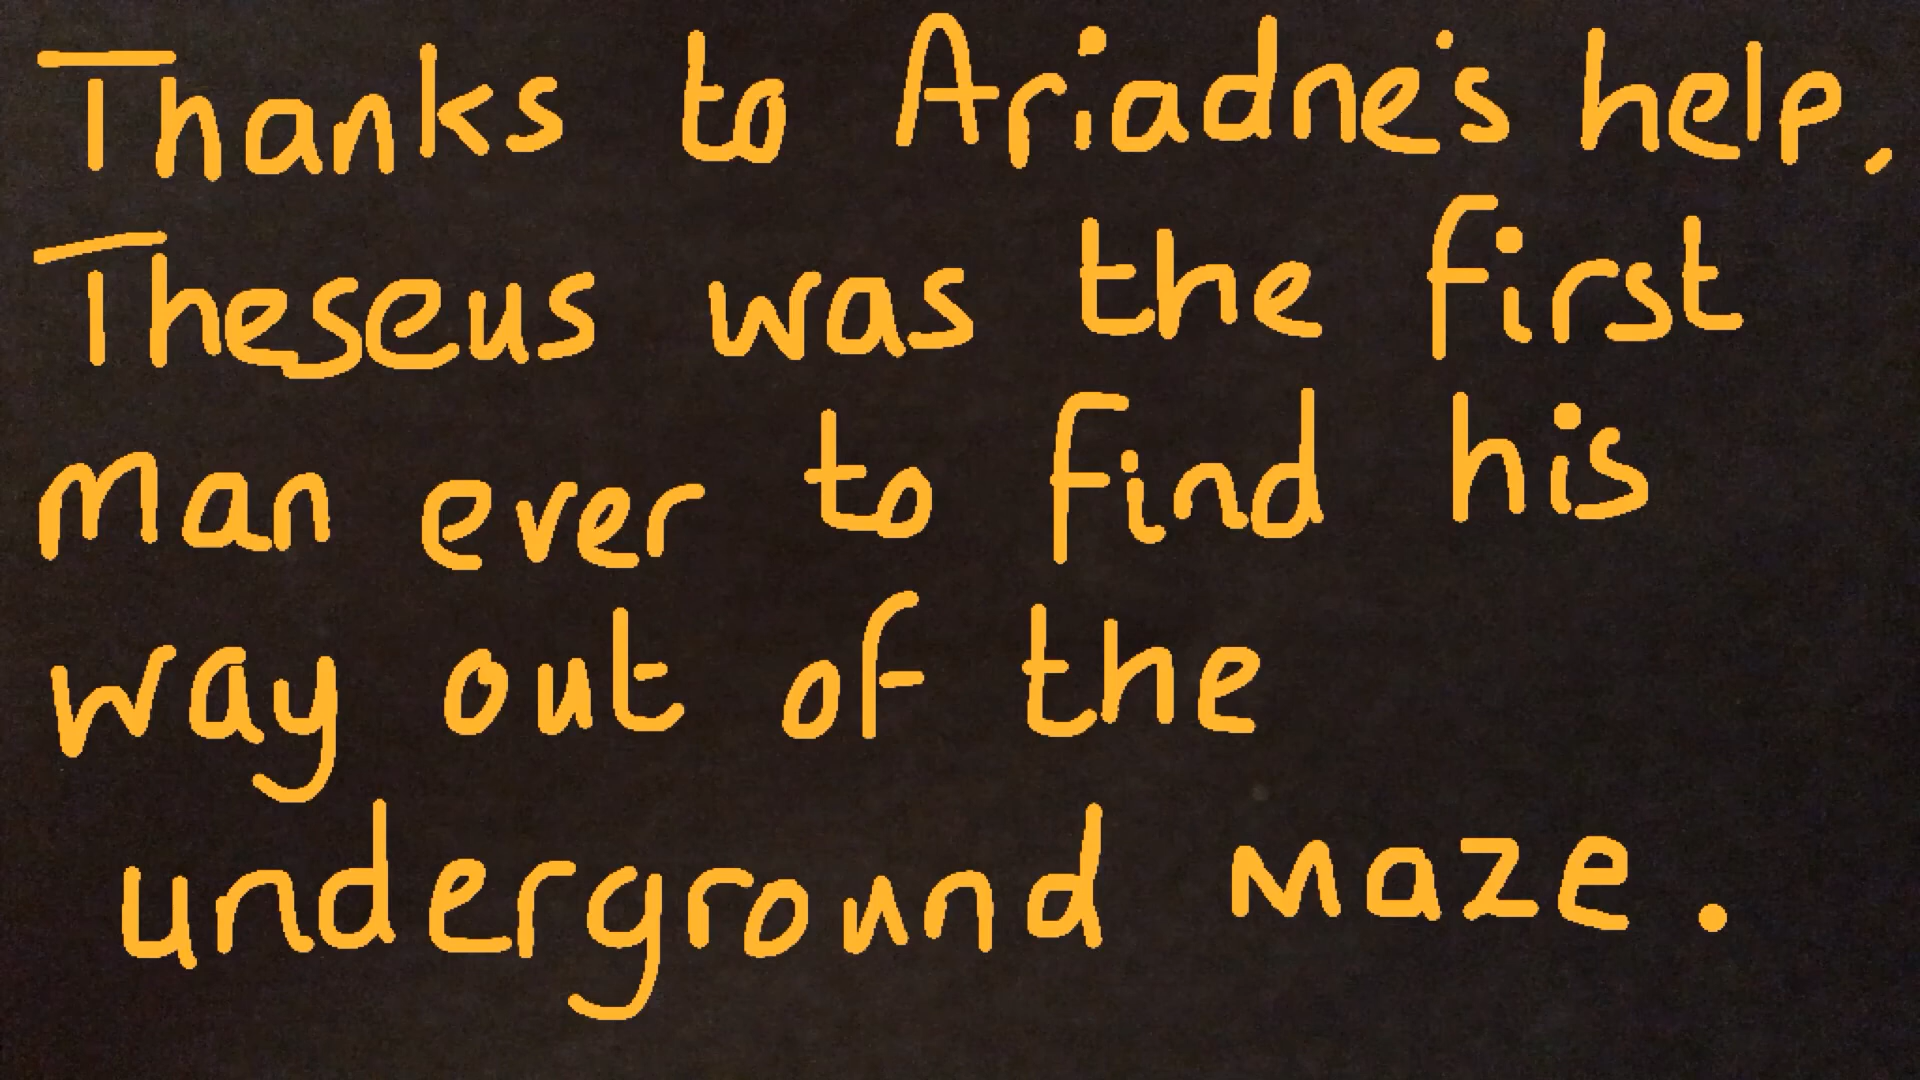 Thanks to Ariadne's help,
Theseus was the first
man ever to find his
way out of the
underground maze.